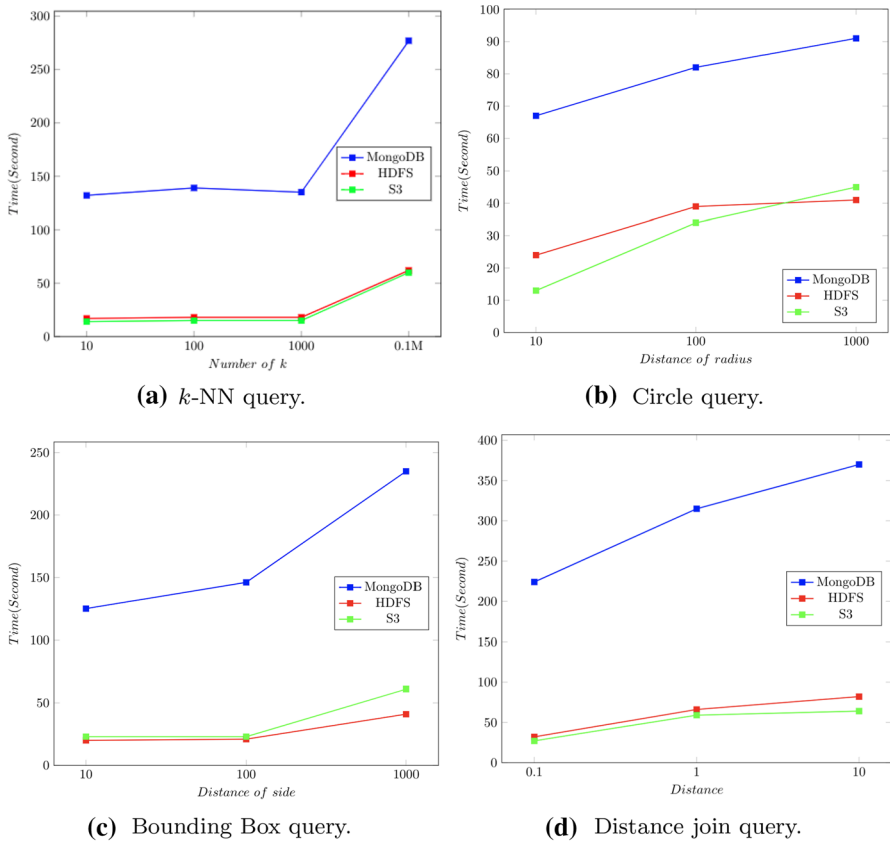 300
250
200
150
100
50
0
Time(Second)
MongoDB
HDFS
S3
10 100 1000 0.1M
Number of k
(a) k-NN query.
100
90
80
70
60
50
40
30
20
10
0
Time(Second)
MongoDB
HDFS
S3
10 100 1000
Distance of radius
(b) Circle query.
250
200
150
100
50
0
Time(Second)
MongoDB
HDFS
S3
10 100 1000
Distance of side
(c) Bounding Box query.
400
350
300
250
200
150
100
50
0
Time(Second)
MongoDB
HDFS
S3
0.1 1 10
Distance
(d) Distance join query.